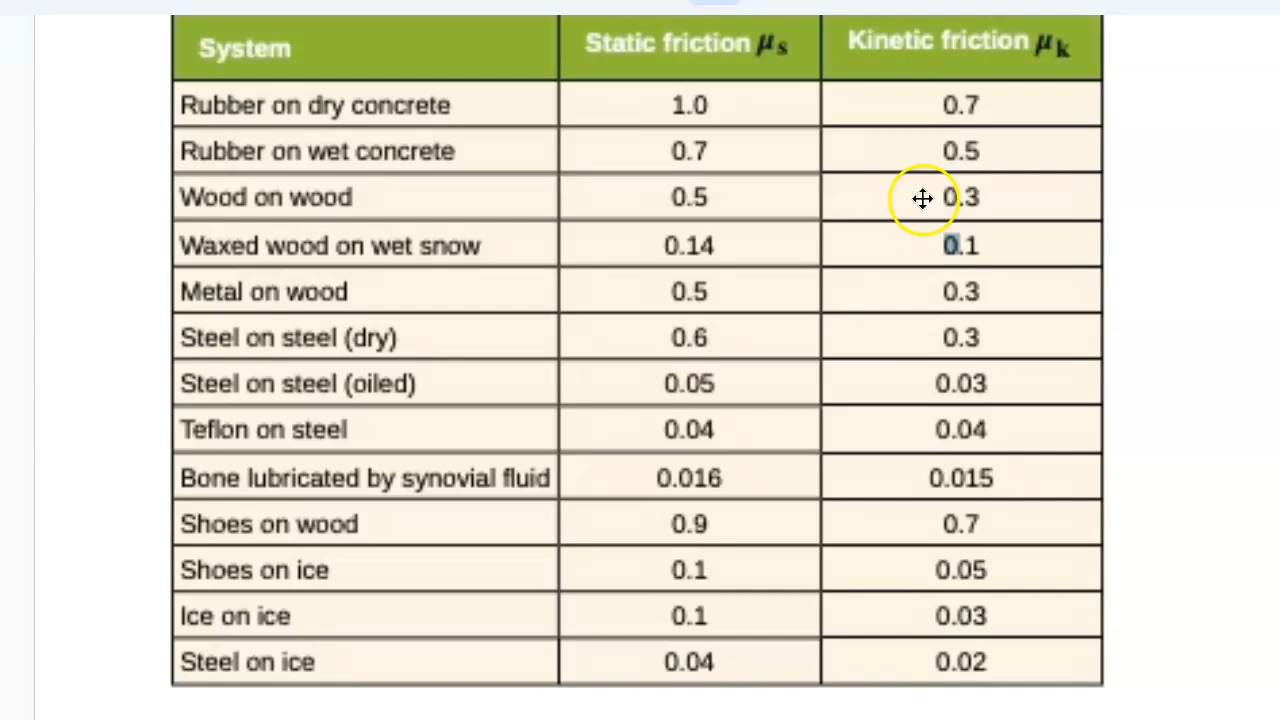 System Static friction μs Kinetic friction μk
Rubber on dry concrete 1.0 0.7
Rubber on wet concrete 0.7 0.5
Wood on wood 0.5 0.3
Waxed wood on wet snow 0.14 0.1
Metal on wood 0.5 0.3
Steel on steel (dry) 0.6 0.3
Steel on steel (oiled) 0.05 0.03
Teflon on steel 0.04 0.04
Bone lubricated by synovial fluid 0.016 0.015
Shoes on wood 0.9 0.7
Shoes on ice 0.1 0.05
Ice on ice 0.1 0.03
Steel on ice 0.04 0.02